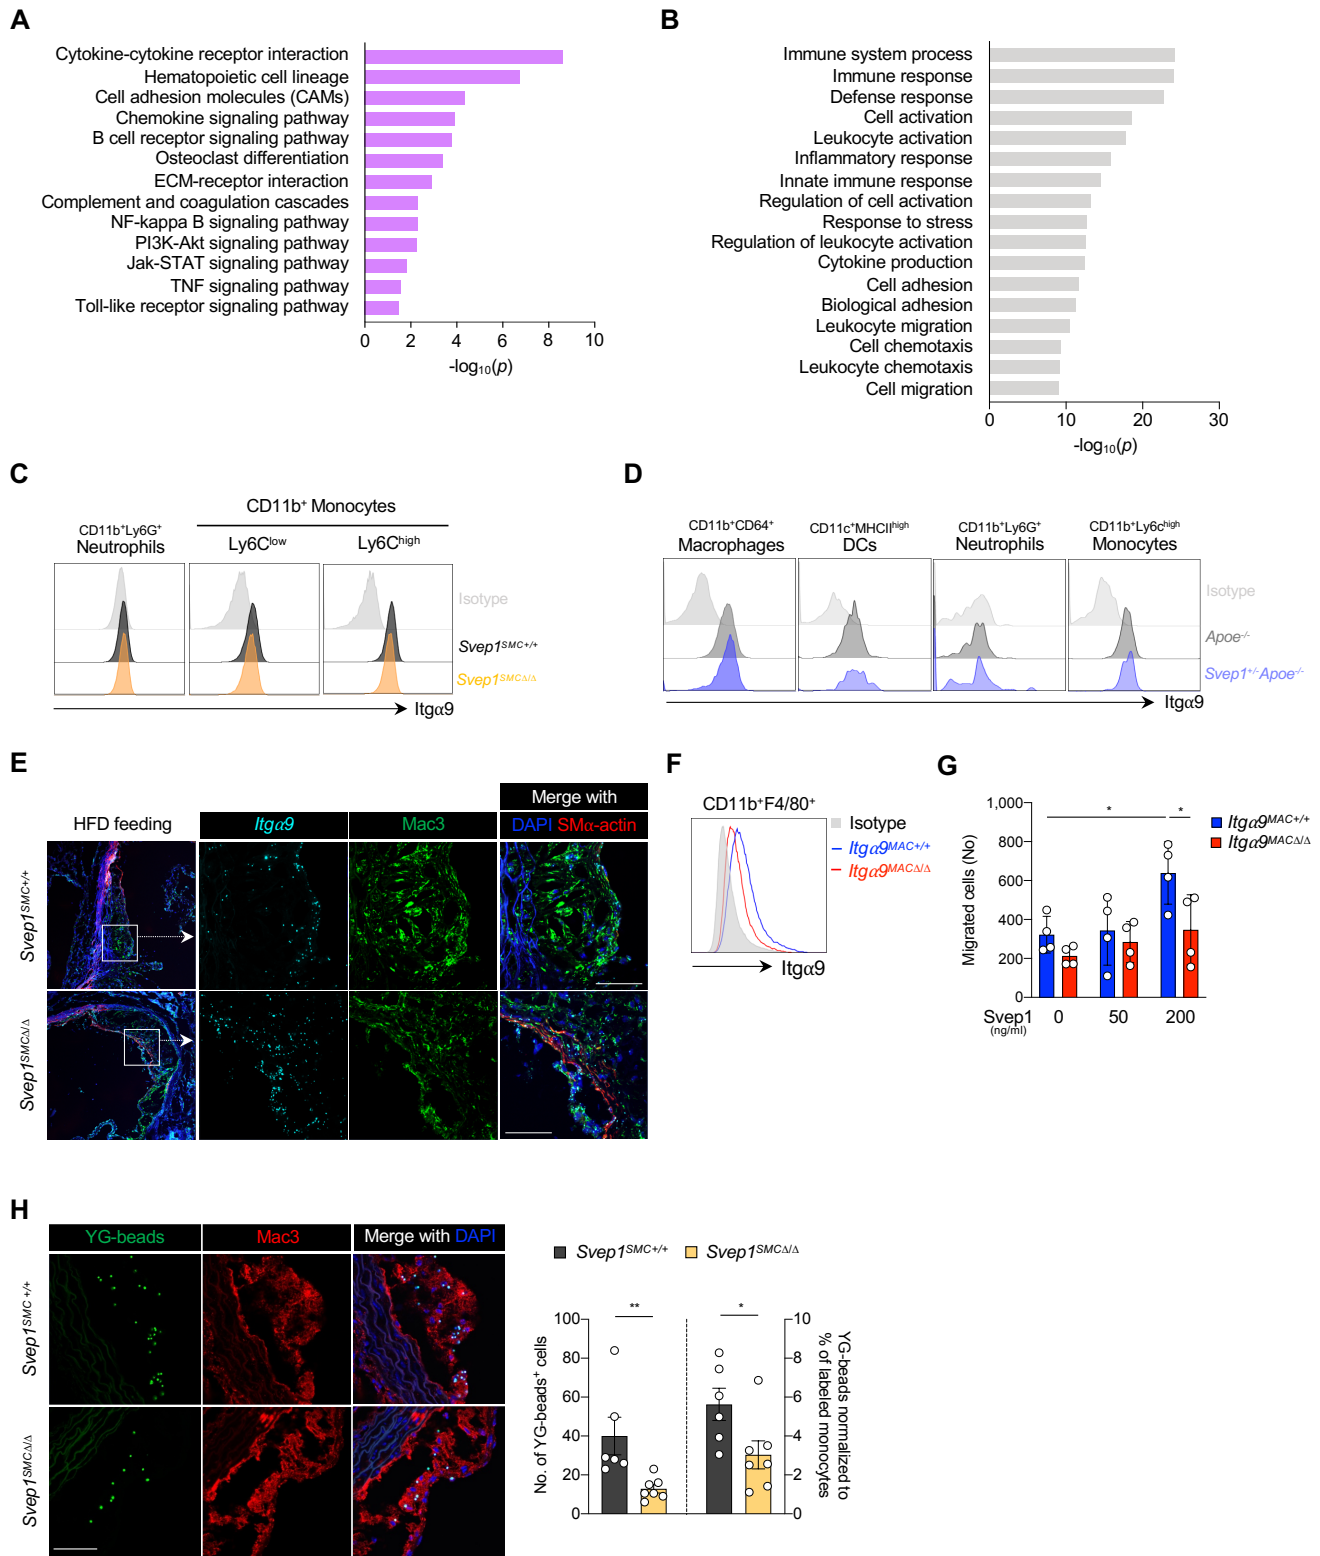 A
Cytokine-cytokine receptor interaction
Hematopoietic cell lineage
Cell adhesion molecules (CAMs)
Chemokine signaling pathway
B cell receptor signaling pathway
Osteoclast differentiation
ECM-receptor interaction
Complement and coagulation cascades
NF-kappa B signaling pathway
PI3K-Akt signaling pathway
Jak-STAT signaling pathway
TNF signaling pathway
Toll-like receptor signaling pathway
0 2 4 6 8 10
-log10(p)
B
Immune system process
Immune response
Defense response
Cell activation
Leukocyte activation
Inflammatory response
Innate immune response
Regulation of cell activation
Response to stress
Regulation of leukocyte activation
Cytokine production
Cell adhesion
Biological adhesion
Leukocyte migration
Cell chemotaxis
Leukocyte chemotaxis
Cell migration
0 10 20 30
-log10(p)
C
CD11b+ Monocytes
CD11b+Ly6G+
Neutrophils
Ly6Clow
Ly6Chigh
Isotype
Svep1SMC+/+
Svep1SMCΔ/Δ
Itgα9
D
CD11b+CD64+
Macrophages
CD11c+MHCIIhigh
DCs
CD11b+Ly6G+
Neutrophils
CD11b+Ly6chigh
Monocytes
Isotype
Apoe-/-
Svep1+/-Apoe-/-
Itgα9
E
HFD feeding
Itgα9
Mac3
Merge with
DAPI SMα-actin
Svep1SMC+/+
Svep1SMCΔ/Δ
F
CD11b+F4/80+
Isotype
Itgα9MAC+/+
Itgα9MACΔ/Δ
Itgα9
G
Migrated cells (No)
1,000
800
600
400
200
0
* *
Itgα9MAC+/+
Itgα9MACΔ/Δ
Svep1
(ng/ml)
0 50 200
H
YG-beads
Mac3
Merge with DAPI
Svep1SMC+/+
Svep1SMCΔ/Δ
Svep1SMC+/+ Svep1SMCΔ/Δ
No. of YG-beads+ cells
100
80
60
40
20
0
** *
10
8
6
4
2
0
YG-beads normalized to
% of labeled monocytes